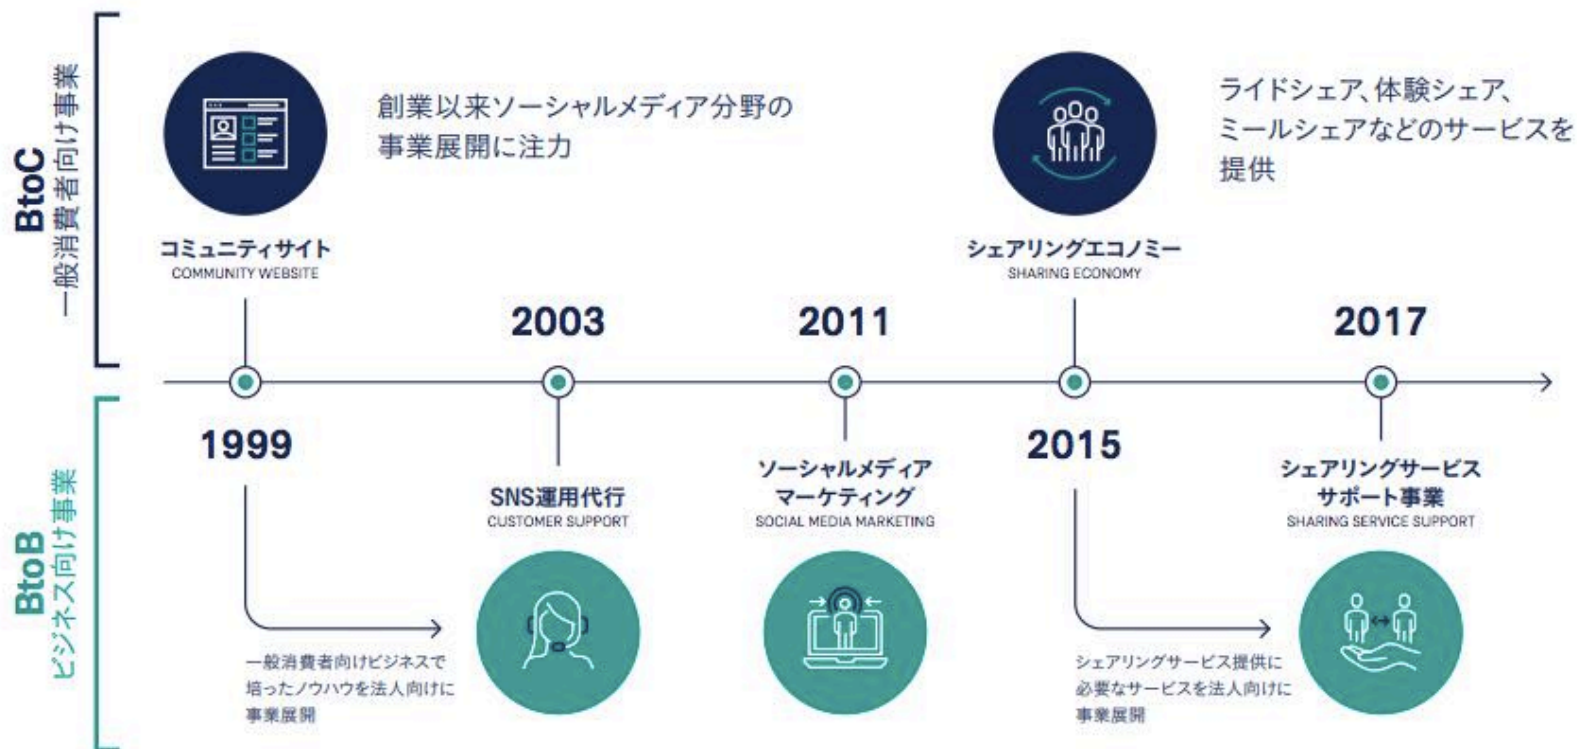 BtoC
一般消費者向け事業
創業以来ソーシャルメディア分野の
事業展開に注力
ライドシェア、体験シェア、
ミールシェアなどのサービスを
提供
コミュニティサイト
COMMUNITY WEBSITE
シェアリングエコノミー
SHARING ECONOMY
2003
2011
2017
BtoB
ビジネス向け事業
1999
2015
SNS運用代行
CUSTOMER SUPPORT
ソーシャルメディア
マーケティング
SOCIAL MEDIA MARKETING
シェアリングサービス
サポート事業
SHARING SERVICE SUPPORT
一般消費者向けビジネスで
培ったノウハウを法人向けに
事業展開
シェアリングサービス提供に
必要なサービスを法人向けに
事業展開